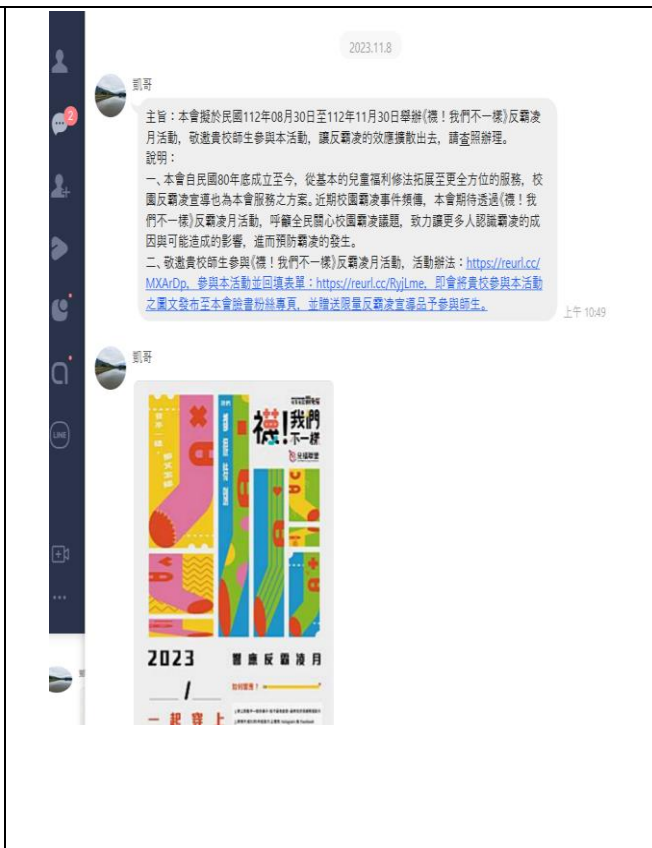 2023.11.8
凱哥
主旨：本會擬於民國112年08月30日至112年11月30日舉辦《襪！我們不一樣》反霸凌
月活動，敬邀貴校師生參與本活動，讓反霸凌的效應擴散出去，請查照辦理。
說明：
一、本會自民國80年底成立至今，從基本的兒童福利修法拓展至更全方位的服務，校
園反霸凌宣導也為本會服務之方案。近期校園霸凌事件頻傳，本會期待透過《襪！我
們不一樣》反霸凌月活動，呼籲全民關心校園霸凌議題，致力讓更多人認識霸凌的成
因與可能造成的影響，進而預防霸凌的發生。
二、敬邀貴校師生參與《襪！我們不一樣》反霸凌月活動，活動辦法：https://reurl.cc/
MXArDp，參與本活動並回填表單：https://reurl.cc/RyjLme，即會將貴校參與本活動
之圖文發布至本會臉書粉絲專頁，並贈送限量反霸凌宣導品予參與師生。
上午 10:49
凱哥
襪！我們
不一樣
兒福聯盟
2023
響應反霸凌月
/
如何響應？
一起穿上
2
LINE